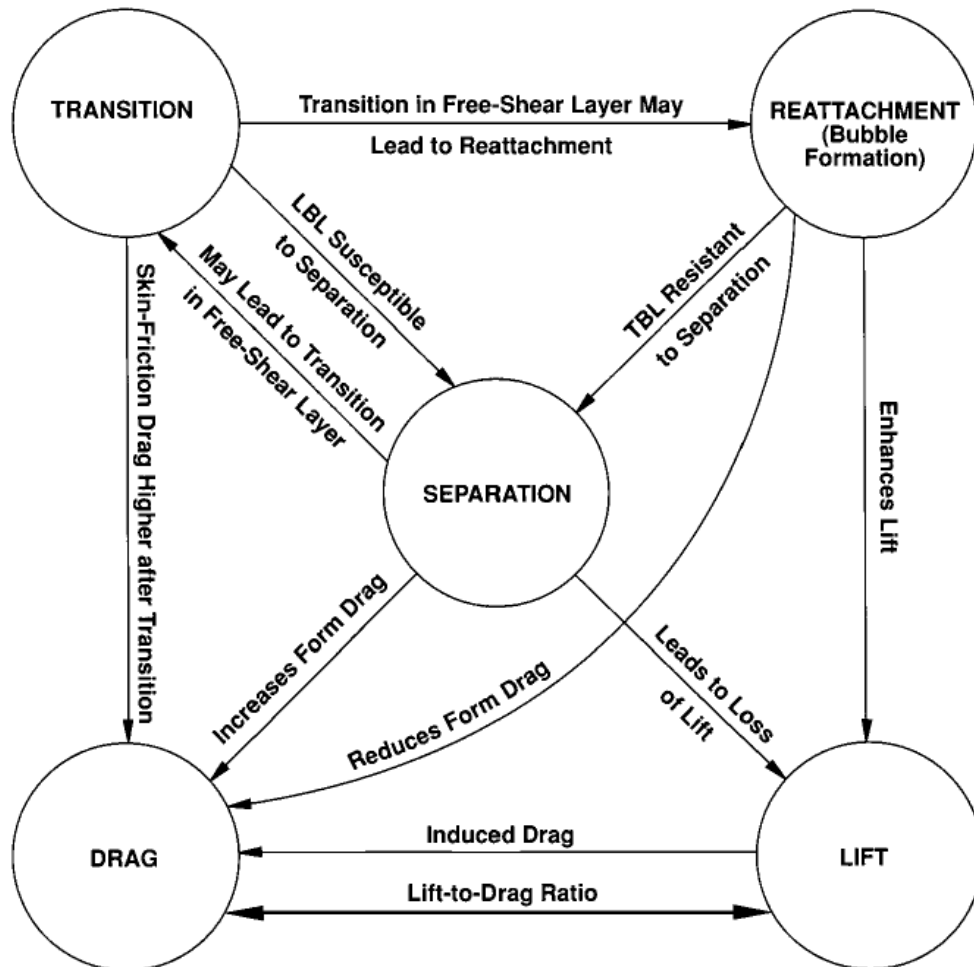 TRANSITION
Transition in Free-Shear Layer May
Lead to Reattachment
REATTACHMENT
(Bubble
Formation)
LBL Susceptible
to Separation
May Lead to Transition
in Free-Shear Layer
TBL Resistant
to Separation
Skin-Friction Drag Higher after Transition
Enhances Lift
SEPARATION
Increases Form Drag
Reduces Form Drag
Leads to Loss
of Lift
DRAG
Induced Drag
Lift-to-Drag Ratio
LIFT